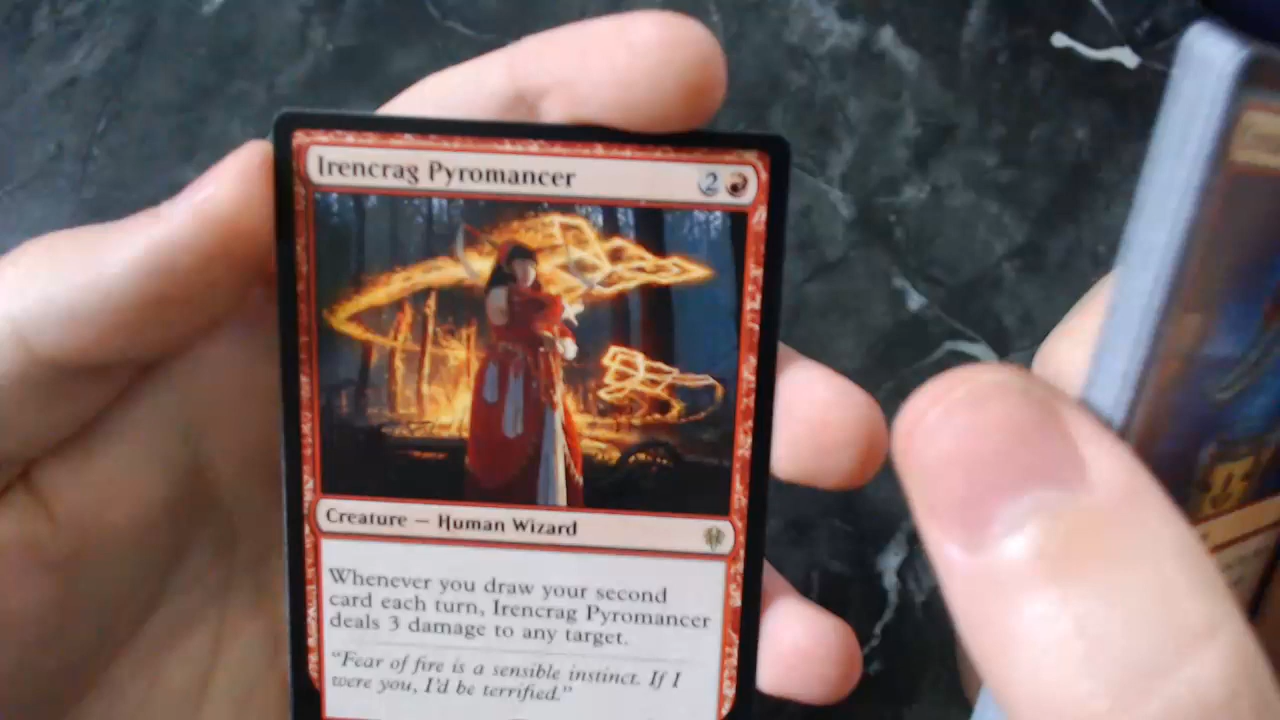 Irencrag Pyromancer 2
Creature — Human Wizard
Whenever you draw your second
card each turn, Irencrag Pyromancer
deals 3 damage to any target.
"Fear of fire is a sensible instinct. If I
were you, I'd be terrified."